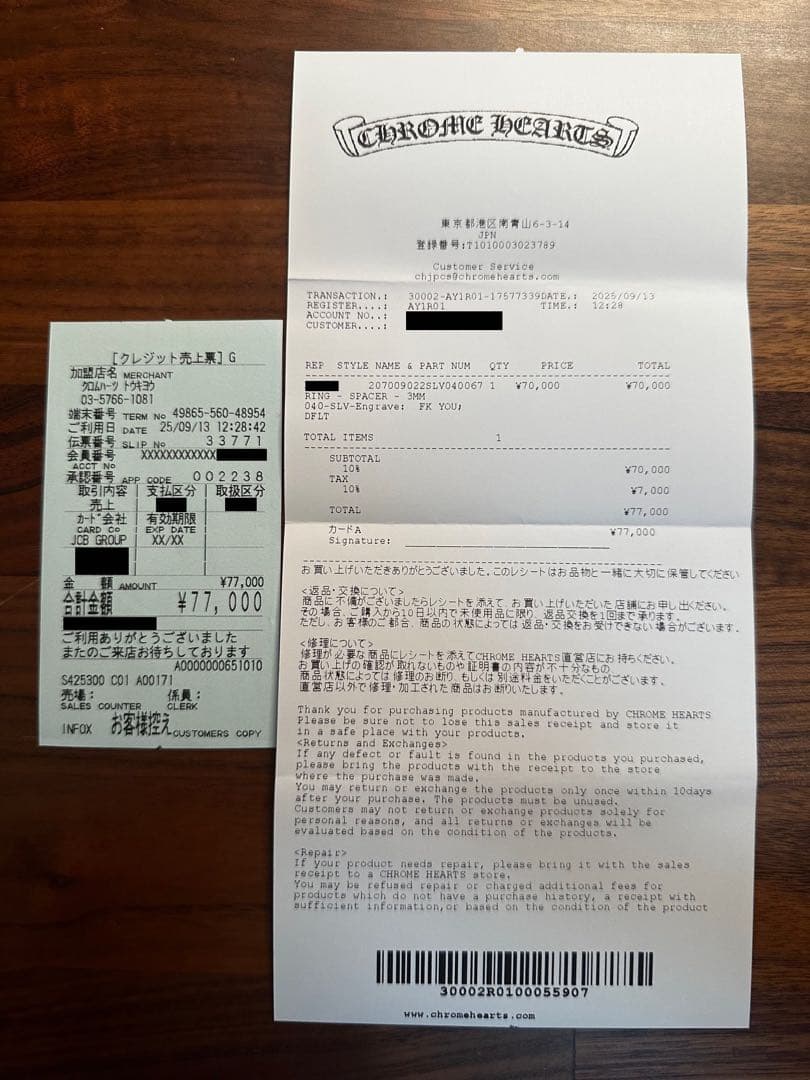 [クレジット売上票] G
加盟店名 MERCHANT
クロムハーツ トウキヨウ
03-5766-1081
端末番号 TERM No 49865-560-48954
ご利用日 DATE 25/09/13 12:28:42
伝票番号 SLIP No 33771
会員番号 XXXXXXXXXXXX
ACCT No
承認番号 APP CODE 002238
取引内容 支払区分 取扱区分
売上
カード会社 有効期限
CARD Co EXP DATE
JCB GROUP XX/XX
金 額 AMOUNT ¥77,000
合計金額 ¥77,000
ご利用ありがとうございました
またのご来店お待ちしております
A0000000651010
S425300 C01 A00171
売場: 係員:
SALES COUNTER CLERK
INFOX お客様控え CUSTOMERS COPY
CHROME HEARTS
東京都港区南青山6-3-14
JPN
登録番号:T1010003023789
Customer Service
chjpcs@chromehearts.com
TRANSACTION.: 30002-AY1R01-17577339DATE.: 2025/09/13
REGISTER....: AY1R01 TIME.: 12:28
ACCOUNT NO..:
CUSTOMER....:
REP STYLE NAME & PART NUM QTY PRICE TOTAL
207009022SLV040067 1 ¥70,000 ¥70,000
RING - SPACER - 3MM
040-SLV-Engrave: FK YOU;
DFLT
TOTAL ITEMS 1
SUBTOTAL
10% ¥70,000
TAX
10% ¥7,000
TOTAL ¥77,000
カードA ¥77,000
Signature:
お買い上げいただきありがとうございました。このレシートはお品物と一緒に大切に保管してください
<返品・交換について>
商品に不備がございましたらレシートを添えて、お買い上げいただいた店舗にお申し出ください。
その場合、ご購入から10日以内で未使用品に限り、返品交換を1回まで承ります。
ただし、お客様のご都合、商品の状態によっては返品・交換をお受けできない場合がございます。
<修理について>
修理が必要な商品にレシートを添えてCHROME HEARTS直営店にお持ちください。
お買い上げの確認が取れないものや証明書の内容が不十分なもの、
商品状態によっては修理のお断り、もしくは別途料金をいただくことがございます。
直営店以外で修理・加工された商品はお断りいたします。
Thank you for purchasing products manufactured by CHROME HEARTS
Please be sure not to lose this sales receipt and store it
in a safe place with your products.
<Returns and Exchanges>
If any defect or fault is found in the products you purchased,
please bring the products with the receipt to the store
where the purchase was made.
You may return or exchange the products only once within 10days
after your purchase. The products must be unused.
Customers may not return or exchange products solely for
personal reasons, and all returns or exchanges will be
evaluated based on the condition of the products.
<Repair>
If your product needs repair, please bring it with the sales
receipt to a CHROME HEARTS store.
You may be refused repair or charged additional fees for
products which do not have a purchase history, a receipt with
sufficient information,or based on the condition of the product
30002R0100055907
www.chromehearts.com